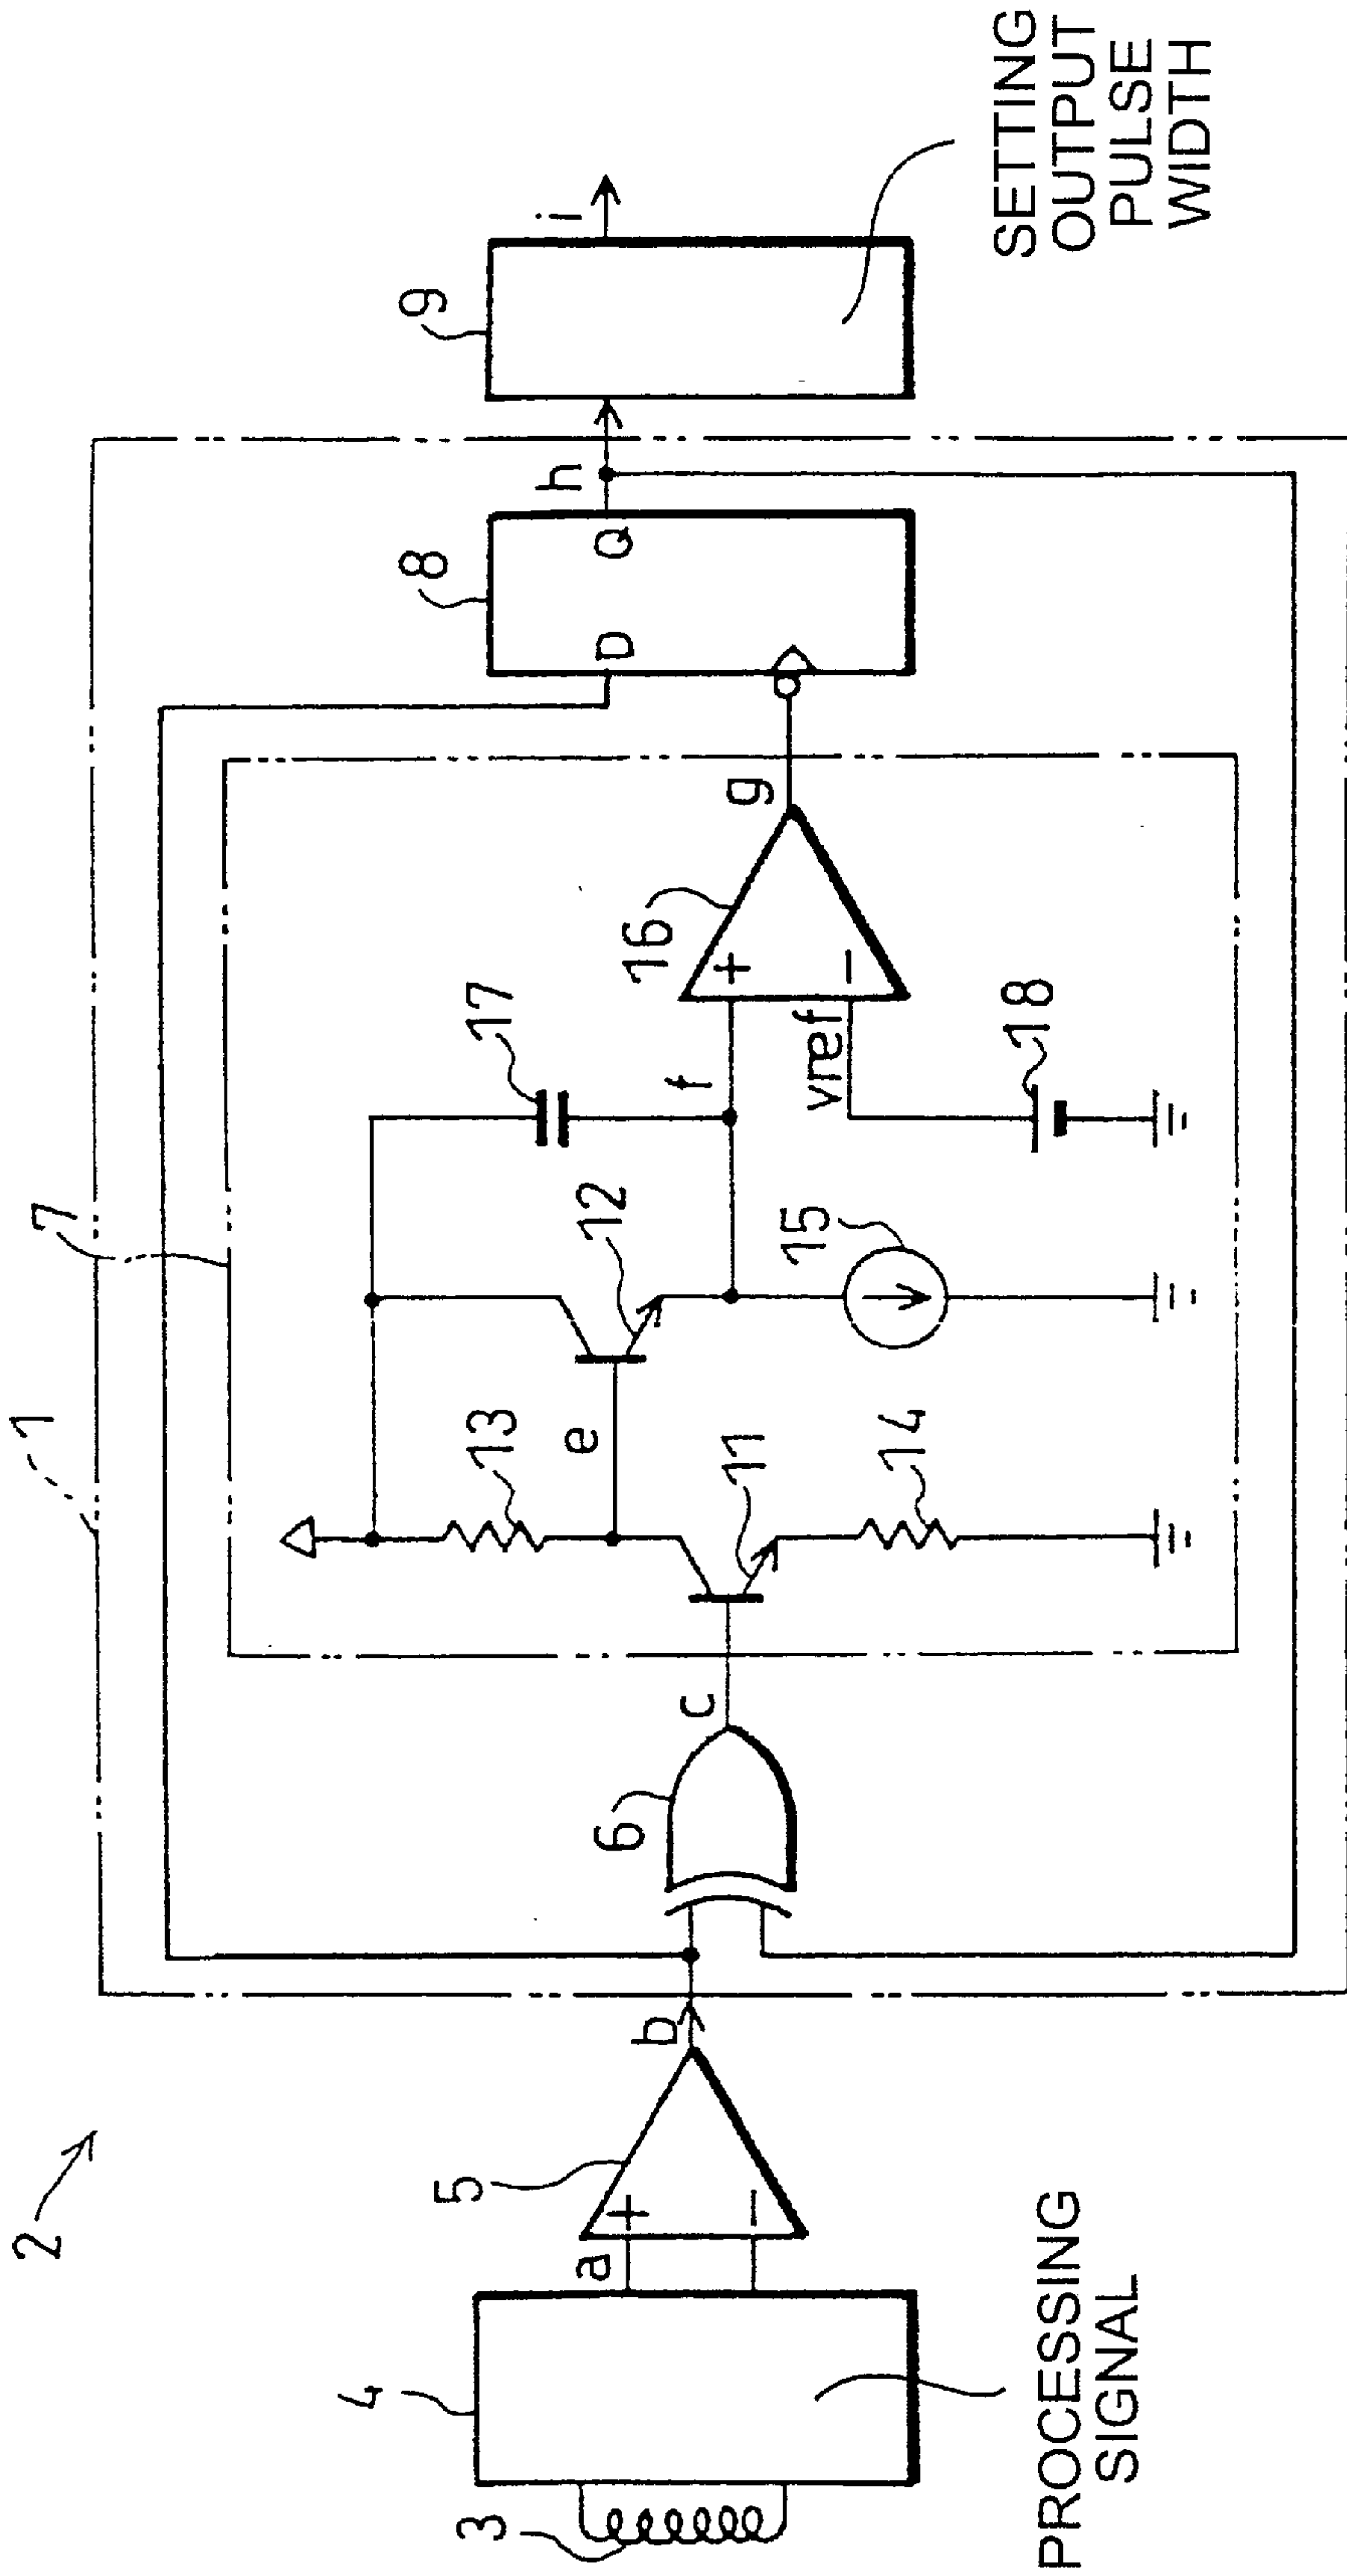 2
1
7
3
4
PROCESSING
SIGNAL
a
+
−
5
b
6
c
11
13
14
e
12
15
17
f
vref
18
16
+
−
g
8
D
Q
h
9
i
SETTING
OUTPUT
PULSE
WIDTH